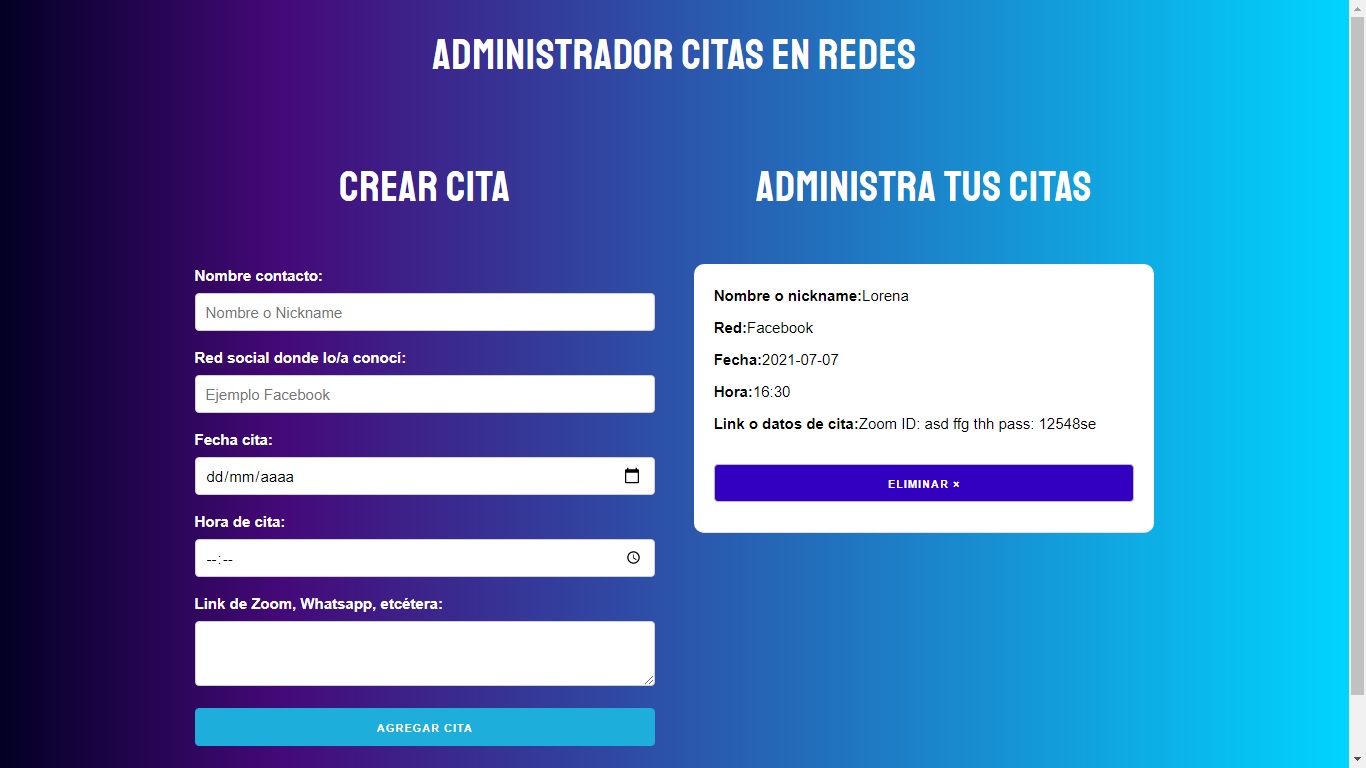 ADMINISTRADOR CITAS EN REDES
CREAR CITA
Nombre contacto:
Nombre o Nickname
Red social donde lo/a conocí:
Ejemplo Facebook
Fecha cita:
dd/mm/aaaa
Hora de cita:
--:--
Link de Zoom, Whatsapp, etcétera:
AGREGAR CITA
ADMINISTRA TUS CITAS
Nombre o nickname:Lorena
Red:Facebook
Fecha:2021-07-07
Hora:16:30
Link o datos de cita:Zoom ID: asd ffg thh pass: 12548se
ELIMINAR ×